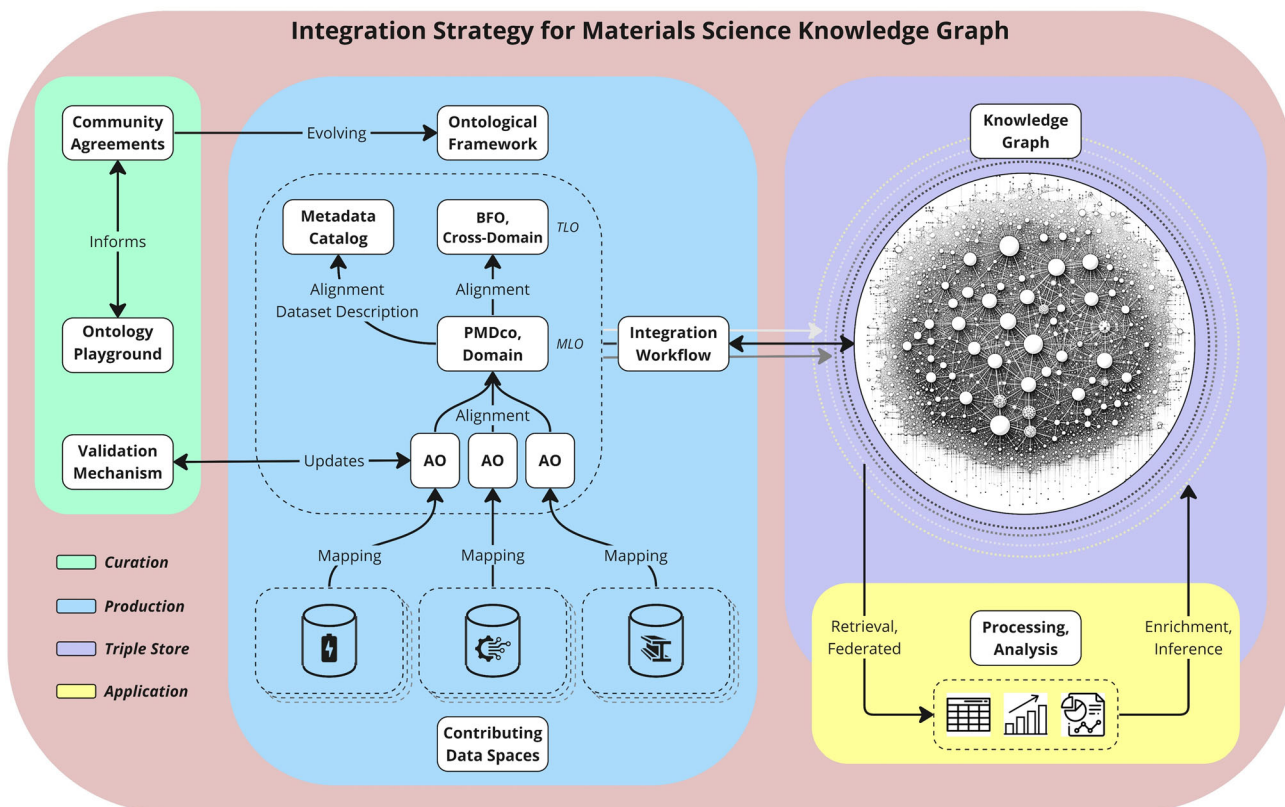 Integration Strategy for Materials Science Knowledge Graph
Community
Agreements
Evolving
Ontological
Framework
Knowledge
Graph
Informs
Metadata
Catalog
BFO,
Cross-Domain
TLO
Alignment
Dataset Description
Alignment
Ontology
Playground
PMDco,
Domain
MLO
Integration
Workflow
Alignment
Validation
Mechanism
Updates
AO
AO
AO
Mapping
Mapping
Mapping
Curation
Production
Triple Store
Application
Contributing
Data Spaces
Retrieval,
Federated
Processing,
Analysis
Enrichment,
Inference